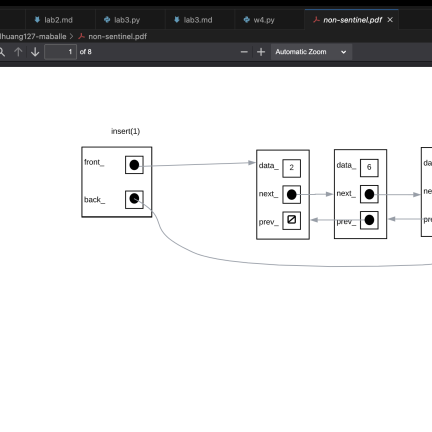 lab2.md lab3.py lab3.md w4.py non-sentinel.pdf
lhuang127-maballe > non-sentinel.pdf
1 of 8 Automatic Zoom
insert(1)
front_
back_
data_ 2
next_
prev_
data_ 6
next_
prev_
da
ne
pre